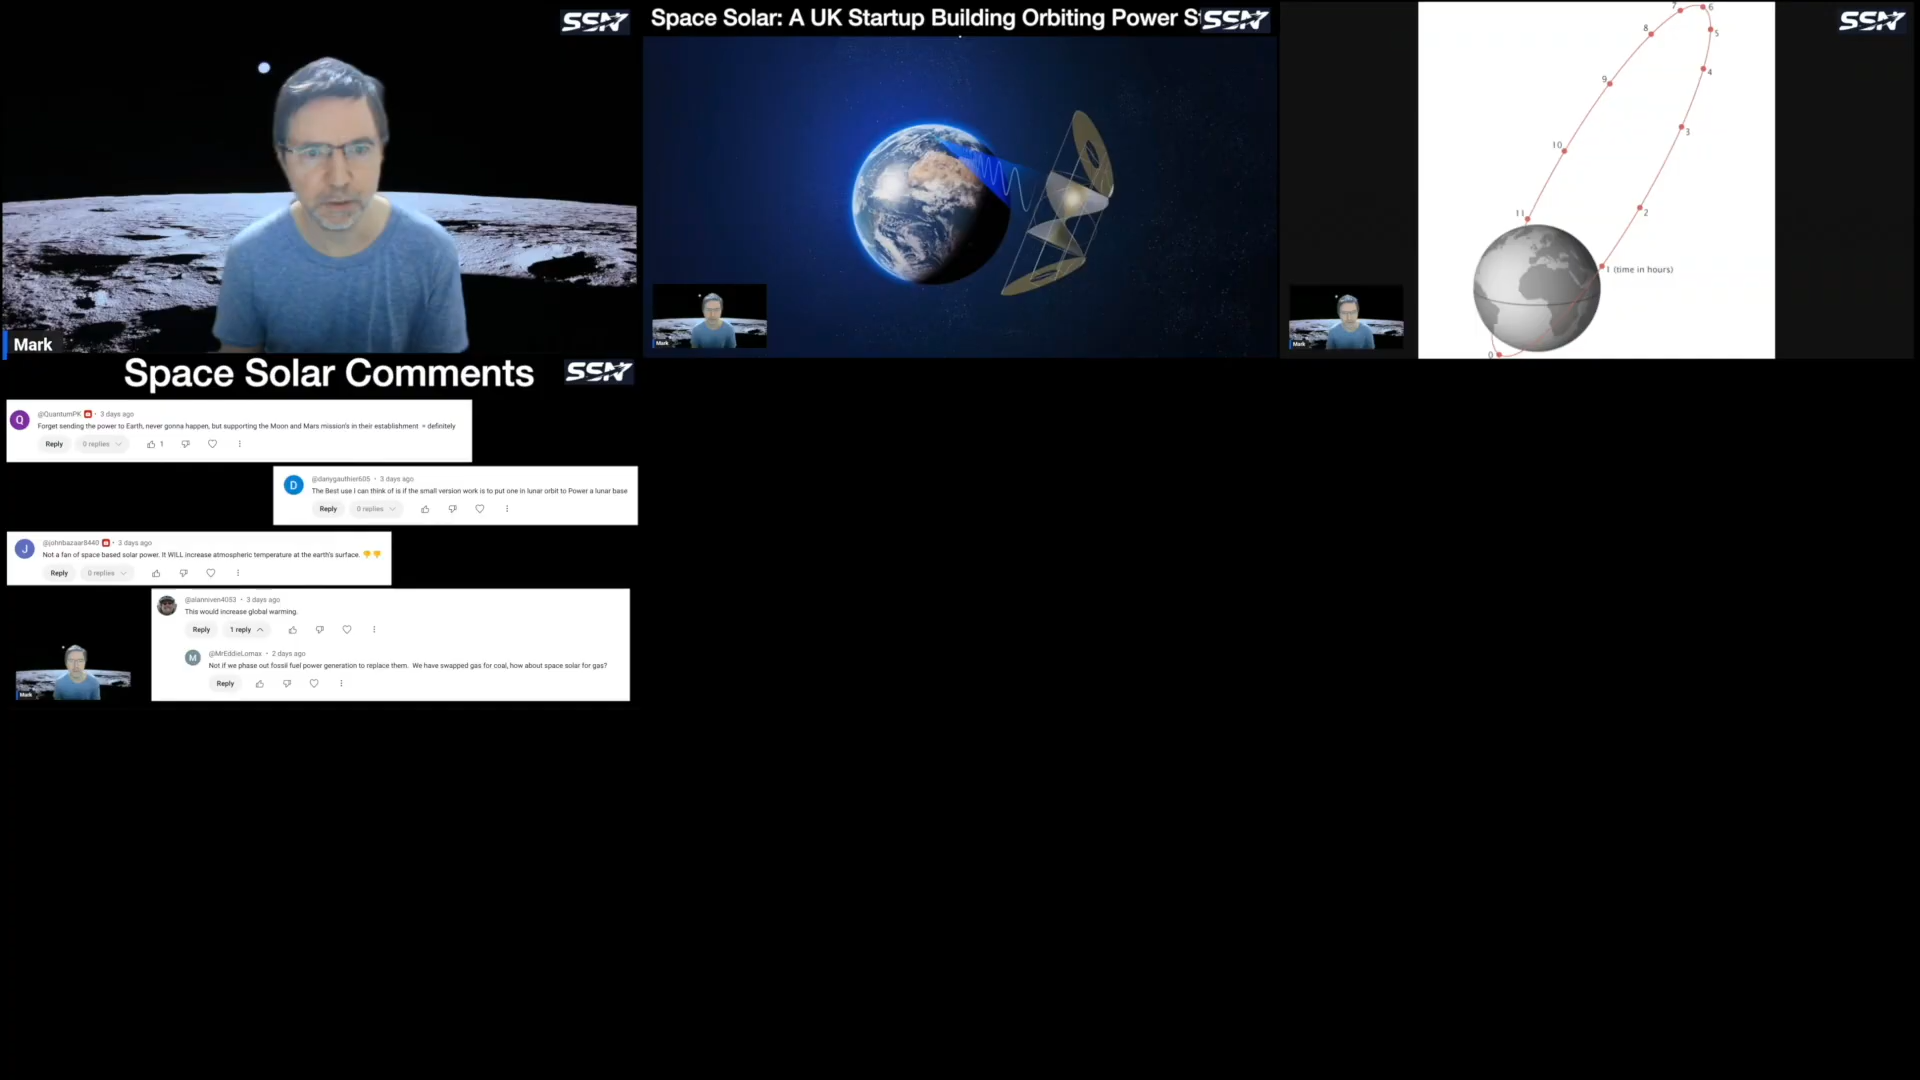 SSN
Mark
Space Solar: A UK Startup Building Orbiting Power S
SSN
Mark
SSN
7
6
8
5
4
9
3
10
2
11
1 (time in hours)
0
Mark
Space Solar Comments
SSN
Q
@QuantumPK · 3 days ago
Forget sending the power to Earth, never gonna happen, but supporting the Moon and Mars mission's in their establishment = definitely
Reply 0 replies 1
D
@danygauthier605 · 3 days ago
The Best use i can think of is if the small version work is to put one in lunar orbit to Power a lunar base
Reply 0 replies
J
@johnbazaar8440 · 3 days ago
Not a fan of space based solar power. It WILL increase atmospheric temperature at the earth's surface. 👎👎
Reply 0 replies
@alanniven4053 · 3 days ago
This would increase global warming.
Reply 1 reply
M
@MrEddieLomax · 2 days ago
Not if we phase out fossil fuel power generation to replace them. We have swapped gas for coal, how about space solar for gas?
Reply
Mark